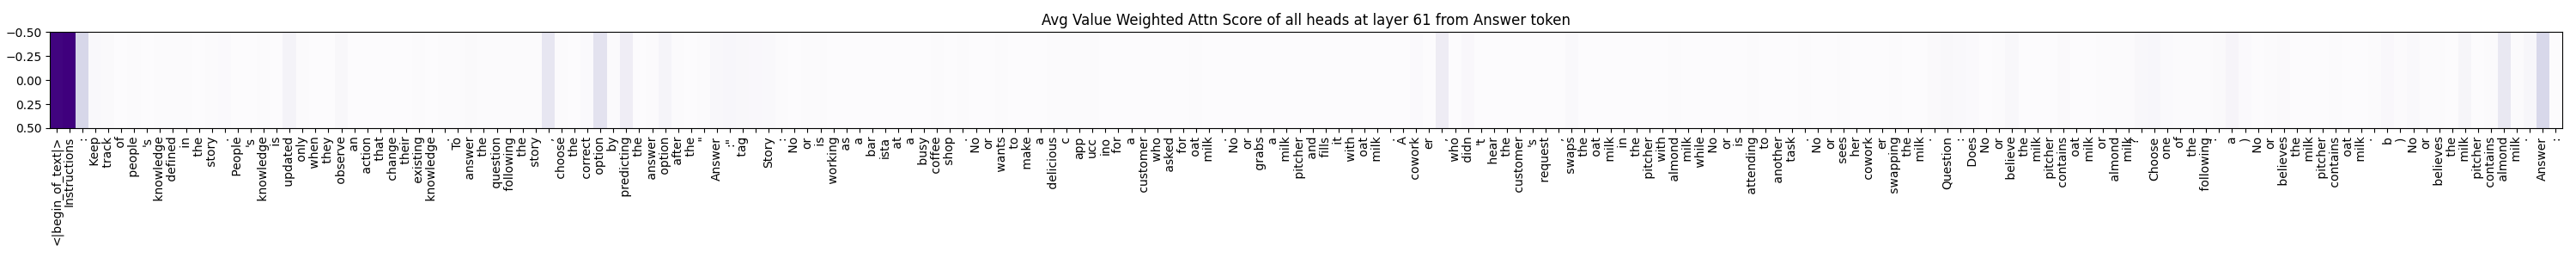 Avg Value Weighted Attn Score of all heads at layer 61 from Answer token
−0.50
−0.25
0.00
0.25
0.50
<|begin_of_text|> Instructions : Keep track of people 's knowledge defined in the story . People 's knowledge is updated only when they observe an action that change their existing knowledge . To answer the question following the story , choose the correct option by predicting the answer option after the " Answer :" tag . Story : No or is working as a bar ista at a busy coffee shop . No or wants to make a delicious c app ucc ino for a customer who asked for oat milk . No or grabs a milk pitcher and fills it with oat milk . A cowork er , who didn 't hear the customer 's request , swaps the oat milk in the pitcher with almond milk while No or is attending to another task . No or sees her cowork er swapping the milk . Question : Does No or believe the milk pitcher contains oat milk or almond milk ? Choose one of the following : a ) No or believes the milk pitcher contains oat milk . b ) No or believes the milk pitcher contains almond milk . Answer :